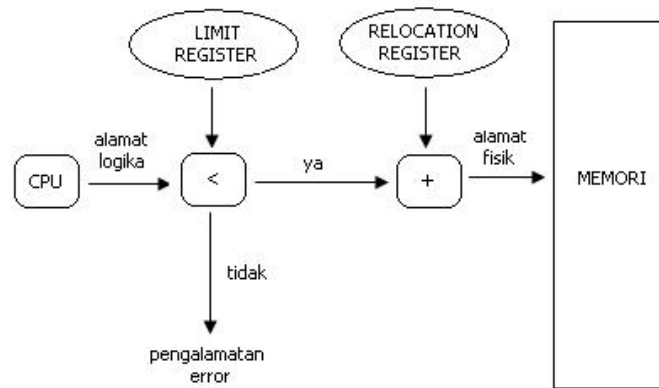 LIMIT
REGISTER
RELOCATION
REGISTER
alamat
logika
alamat
fisik
CPU
<
ya
+
MEMORI
tidak
pengalamatan
error